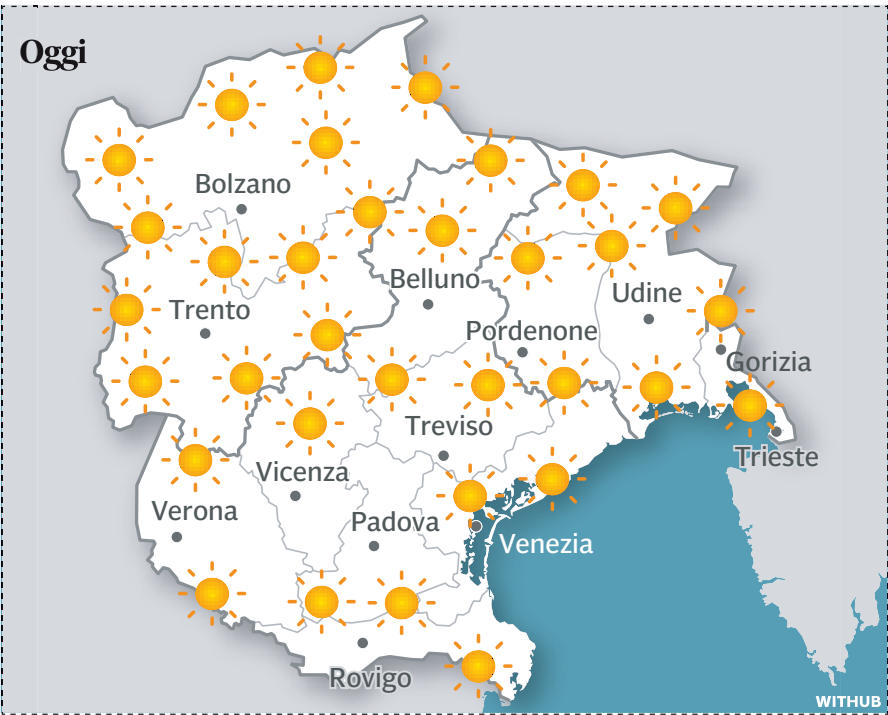 Oggi
Bolzano
Belluno
Trento
Udine
Pordenone
Gorizia
Treviso
Trieste
Vicenza
Verona
Padova
Venezia
Rovigo
WITHUB